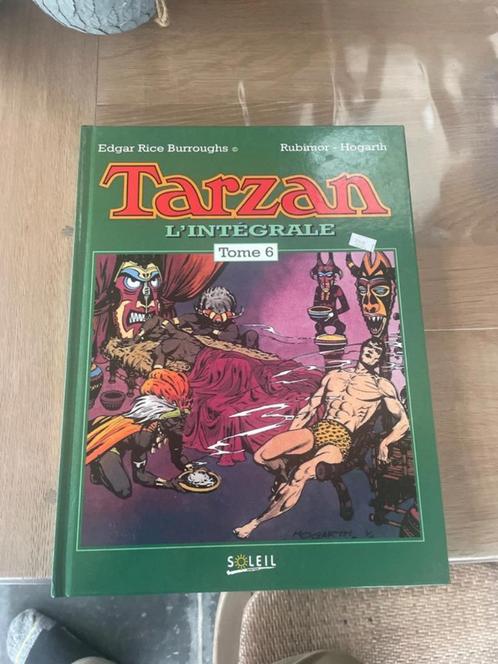 Edgar Rice Burroughs © Rubimor - Hogarth
Tarzan
L'INTÉGRALE
Tome 6
HOGARTH
SOLEIL